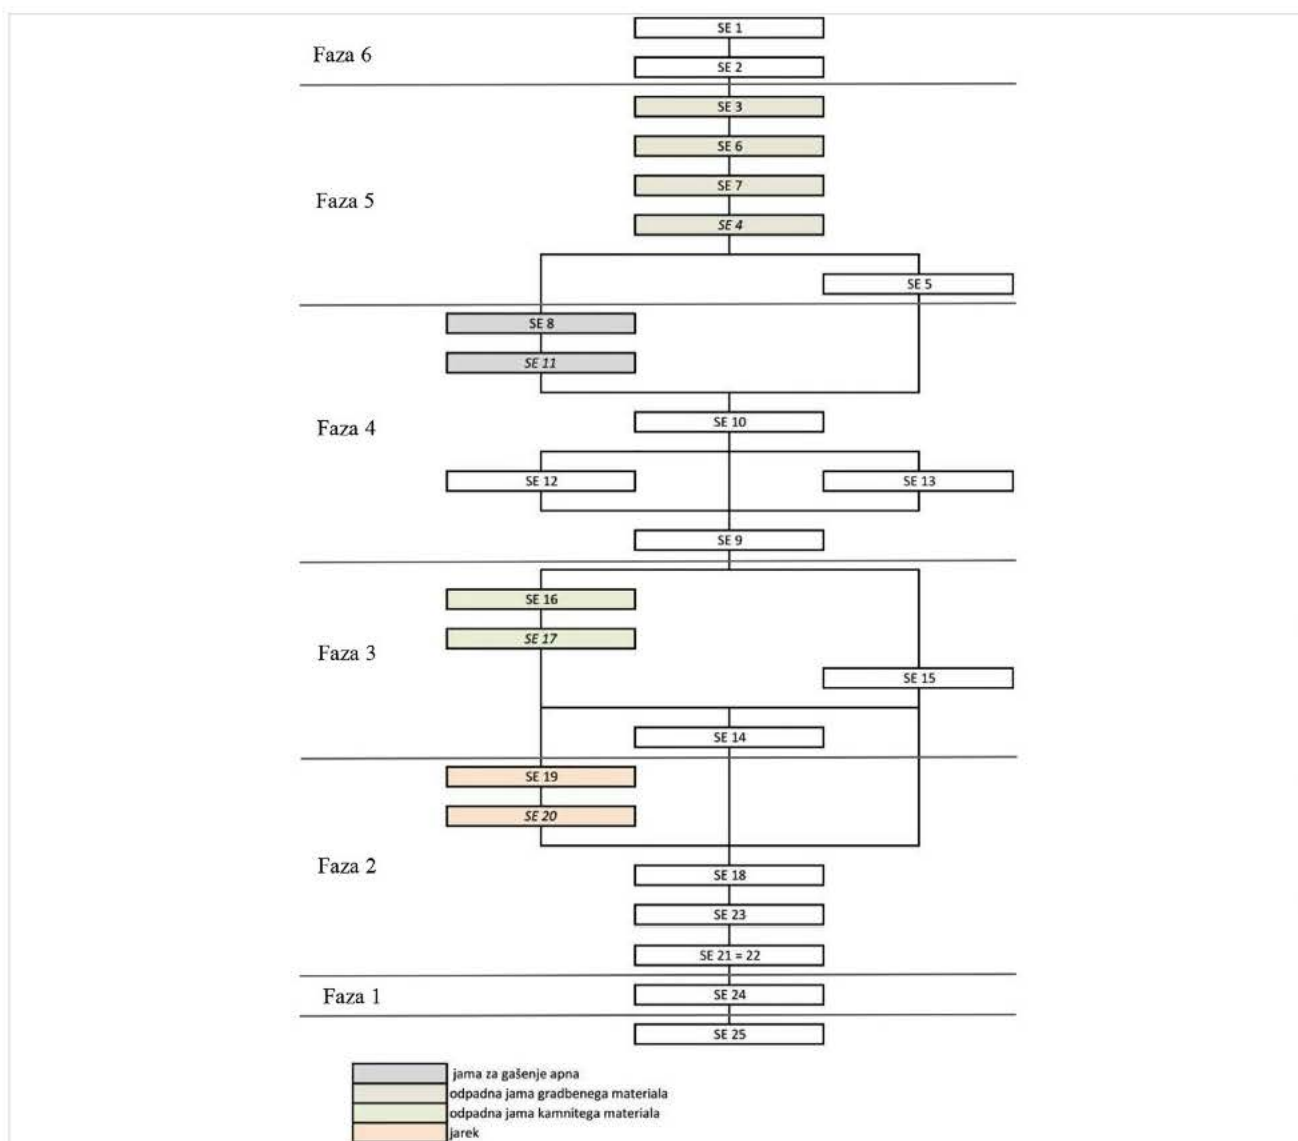 SE 1
Faza 6
SE 2
SE 3
SE 6
SE 7
Faza 5
SE 4
SE 5
SE 8
SE 11
SE 10
Faza 4
SE 12
SE 13
SE 9
SE 16
SE 17
Faza 3
SE 15
SE 14
SE 19
SE 20
Faza 2
SE 18
SE 23
SE 21 = 22
Faza 1
SE 24
SE 25
jama za gašenje apna
odpadna jama gradbenega materiala
odpadna jama kamnitega materiala
jarek